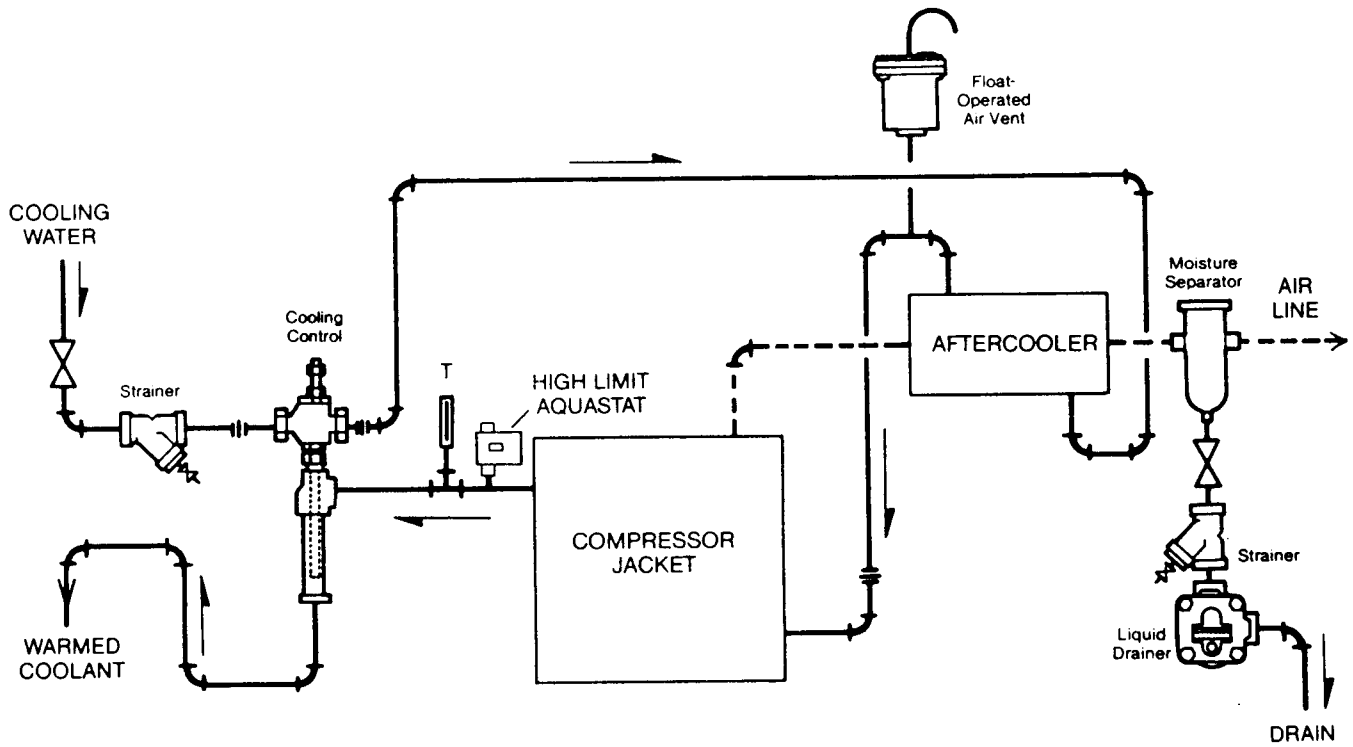 Float-
Operated
Air Vent
COOLING
WATER
Moisture
Separator
AIR
LINE
Cooling
Control
AFTERCOOLER
T
HIGH LIMIT
AQUASTAT
Strainer
COMPRESSOR
JACKET
Strainer
WARMED
COOLANT
Liquid
Drainer
DRAIN